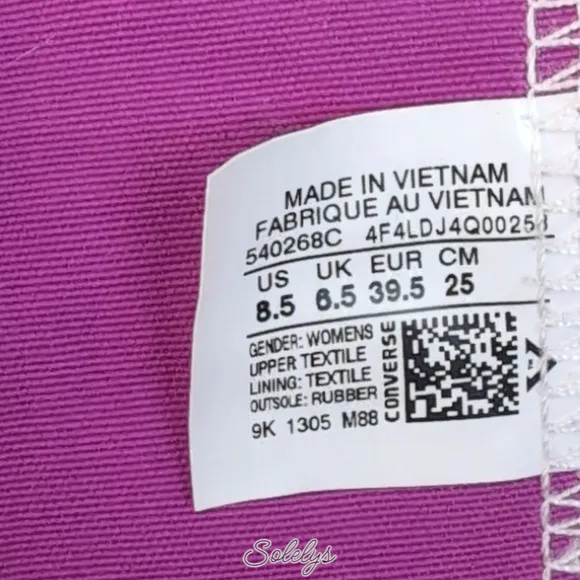 MADE IN VIETNAM
FABRIQUE AU VIETNAM
540268C 4F4LDJ4Q0025
US UK EUR CM
8.5 6.5 39.5 25
GENDER: WOMENS
UPPER TEXTILE
LINING: TEXTILE
OUTSOLE: RUBBER
CONVERSE
9K 1305 M88
Solelys